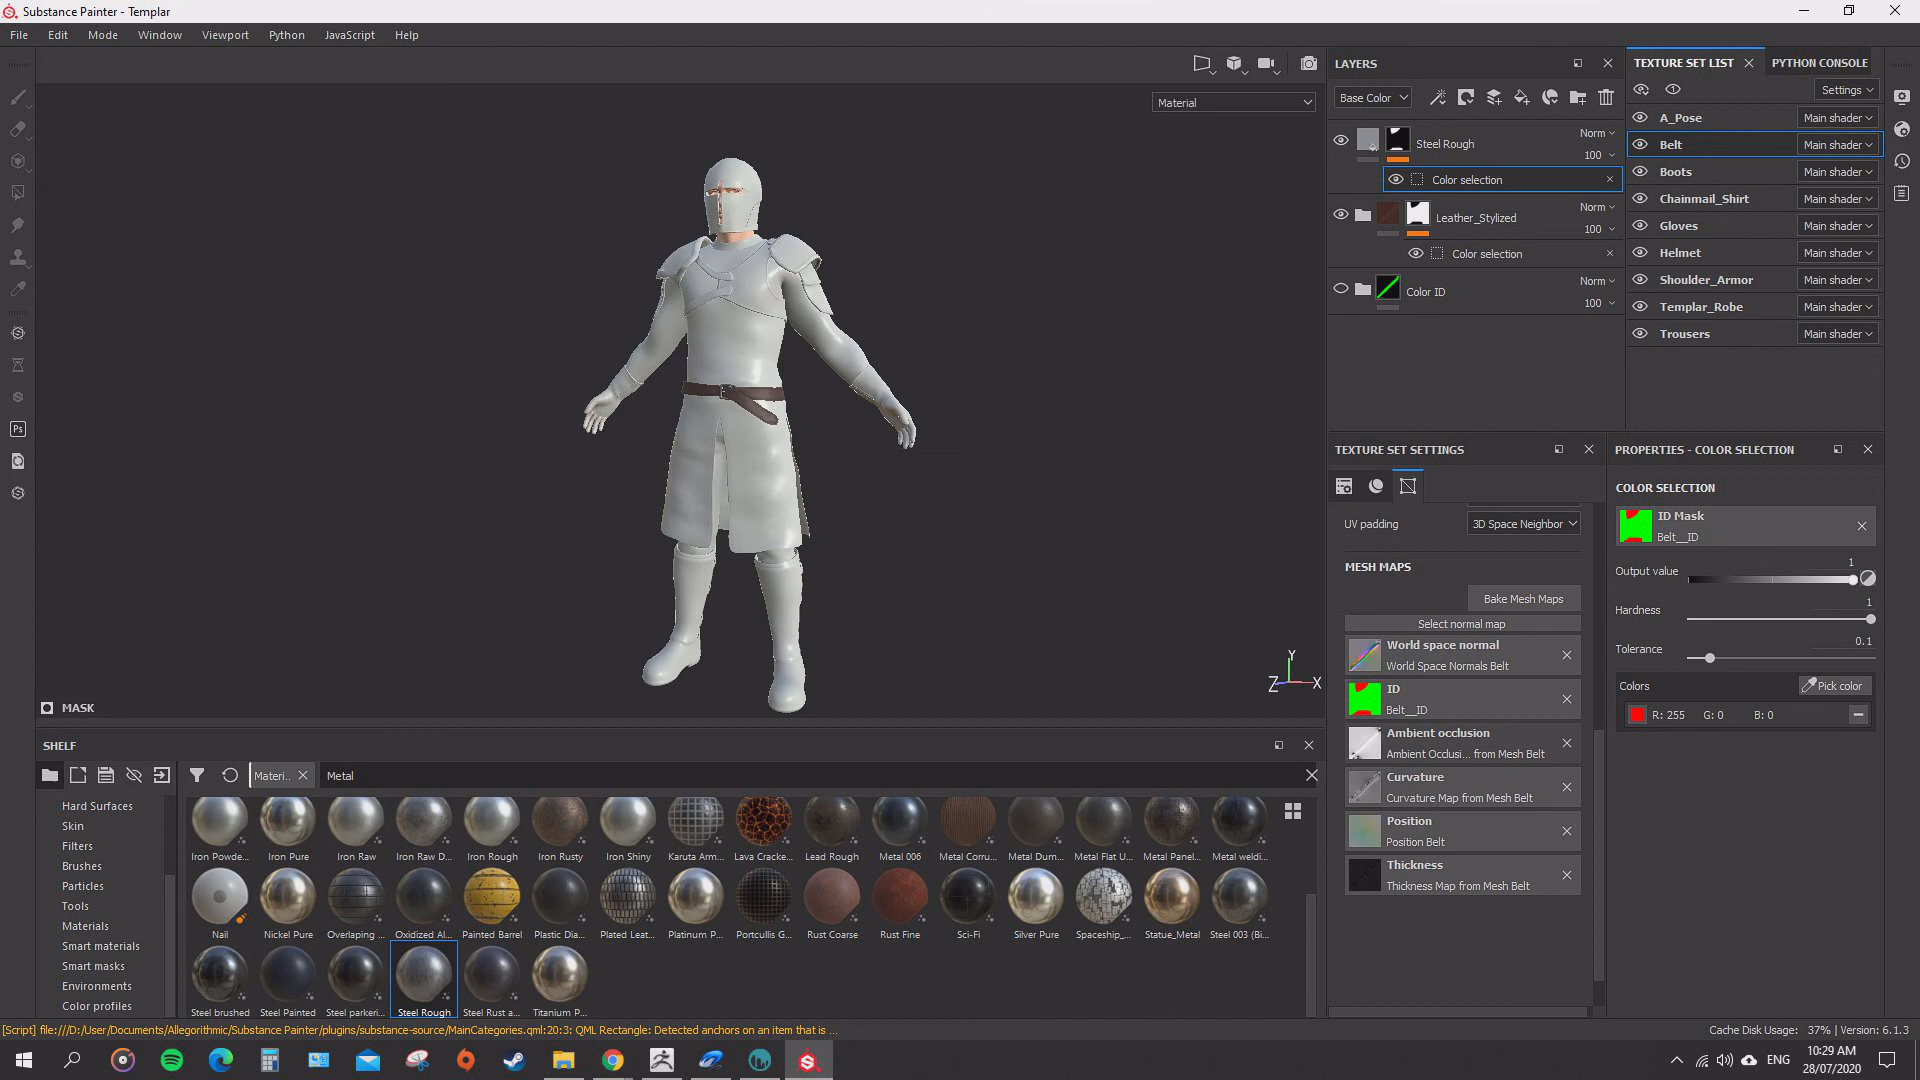 Substance Painter - Templar
File Edit Mode Window Viewport Python JavaScript Help
Material
MASK
Y
Z X
LAYERS
Base Color
Steel Rough
Norm
100
Color selection
Leather_Stylized
Norm
100
Color selection
Color ID
Norm
100
TEXTURE SET LIST PYTHON CONSOLE
Settings
A_Pose Main shader
Belt Main shader
Boots Main shader
Chainmail_Shirt Main shader
Gloves Main shader
Helmet Main shader
Shoulder_Armor Main shader
Templar_Robe Main shader
Trousers Main shader
TEXTURE SET SETTINGS
UV padding 3D Space Neighbor
MESH MAPS
Bake Mesh Maps
Select normal map
World space normal
World Space Normals Belt
ID
Belt__ID
Ambient occlusion
Ambient Occlusi... from Mesh Belt
Curvature
Curvature Map from Mesh Belt
Position
Position Belt
Thickness
Thickness Map from Mesh Belt
PROPERTIES - COLOR SELECTION
COLOR SELECTION
ID Mask
Belt__ID
Output value 1
Hardness 1
Tolerance 0.1
Colors Pick color
R: 255 G: 0 B: 0
Ps
SHELF
Materi.. Metal
Hard Surfaces
Skin
Filters
Brushes
Particles
Tools
Materials
Smart materials
Smart masks
Environments
Color profiles
Iron Powde... Iron Pure Iron Raw Iron Raw D... Iron Rough Iron Rusty Iron Shiny Karuta Arm... Lava Cracke... Lead Rough Metal 006 Metal Corru... Metal Dum... Metal Flat U... Metal Panel... Metal weldi...
Nail Nickel Pure Overlaping ... Oxidized Al... Painted Barrel Plastic Dia... Plated Leat... Platinum P... Portcullis G... Rust Coarse Rust Fine Sci-Fi Silver Pure Spaceship_... Statue_Metal Steel 003 (Bi...
Steel brushed Steel Painted Steel parkeri... Steel Rough Steel Rust a... Titanium P...
[Script] file:///D:/User/Documents/Allegorithmic/Substance Painter/plugins/substance-source/MainCategories.qml:20:3: QML Rectangle: Detected anchors on an item that is ...
Cache Disk Usage: 37% | Version: 6.1.3
ENG
10:29 AM
28/07/2020